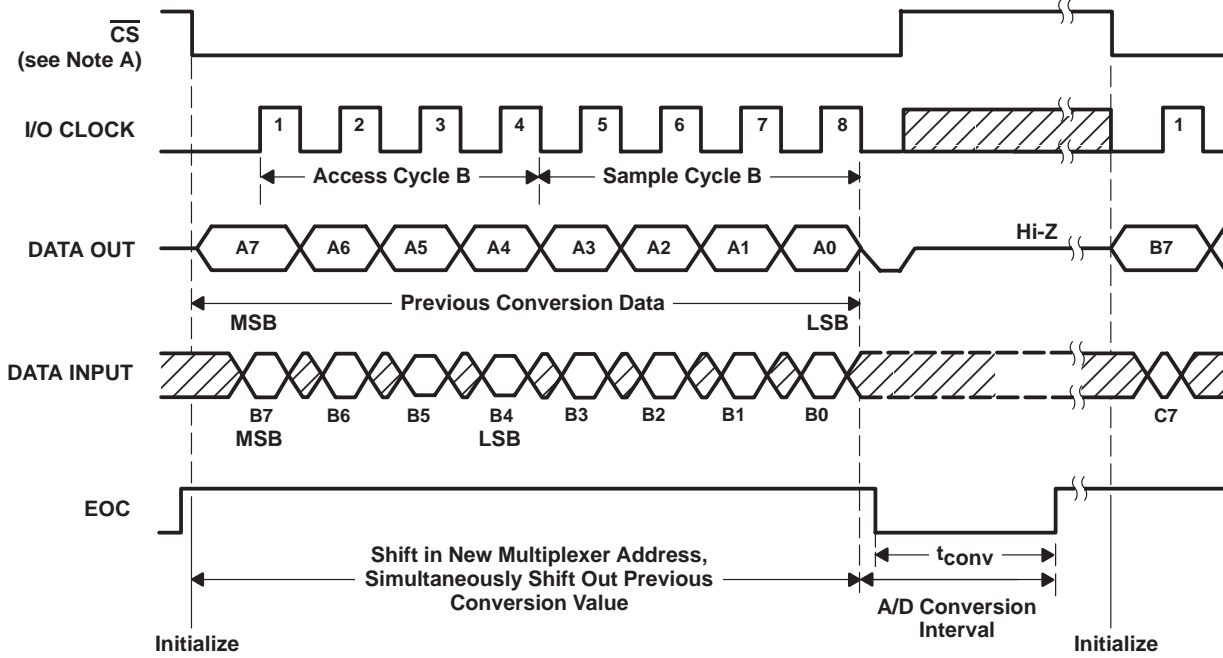 CS
(see Note A)
I/O CLOCK
1 2 3 4 5 6 7 8 1
Access Cycle B Sample Cycle B
DATA OUT
A7 A6 A5 A4 A3 A2 A1 A0 Hi-Z B7
Previous Conversion Data
MSB LSB
DATA INPUT
B7 B6 B5 B4 B3 B2 B1 B0 C7
MSB LSB
EOC
Shift in New Multiplexer Address,
Simultaneously Shift Out Previous
Conversion Value
tconv
A/D Conversion
Interval
Initialize Initialize